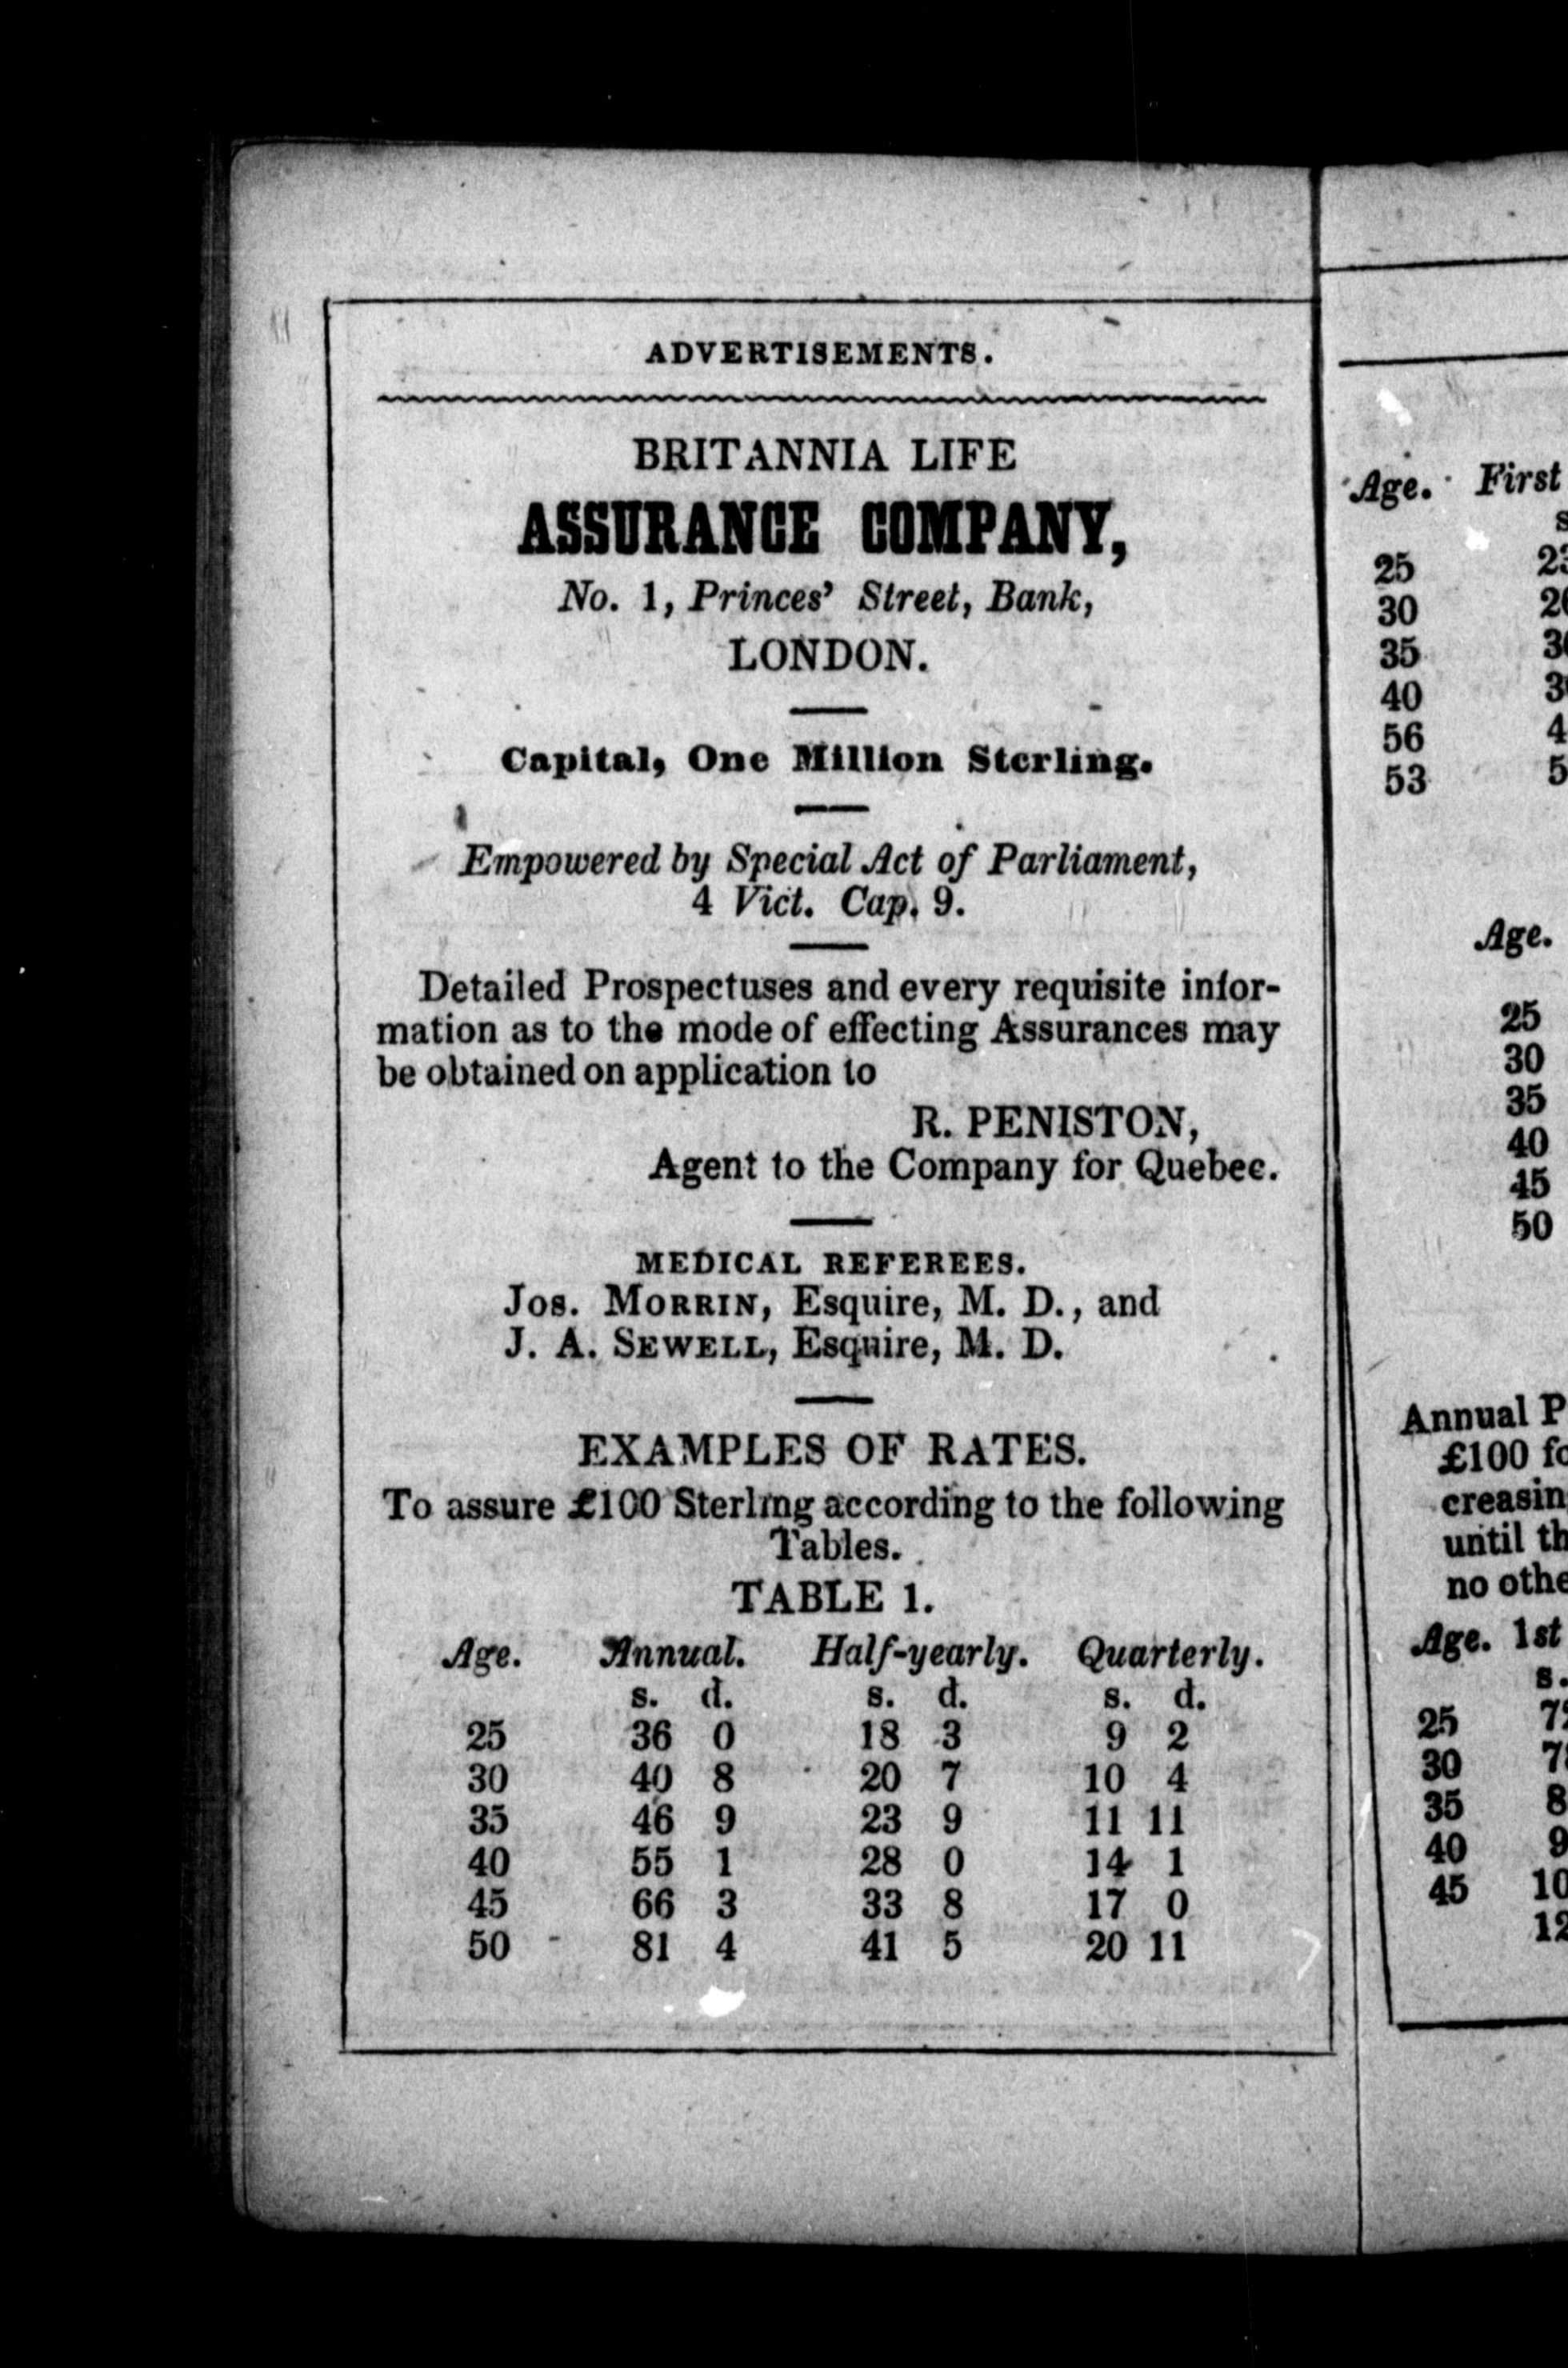 ADVERTISEMENTS.
BRITANNIA LIFE
ASSURANCE COMPANY,
No. 1, Princes' Street, Bank,
LONDON.
Capital, One Million Sterling.
Empowered by Special Act of Parliament,
4 Vict. Cap. 9.
Detailed Prospectuses and every requisite infor-
mation as to the mode of effecting Assurances may
be obtained on application to
R. PENISTON,
Agent to the Company for Quebec.
MEDICAL REFEREES.
Jos. MORRIN, Esquire, M. D., and
J. A. SEWELL, Esquire, M. D.
EXAMPLES OF RATES.
To assure £100 Sterling according to the following
Tables.
TABLE 1.
Age. Annual. Half-yearly. Quarterly.
s. d. s. d. s. d.
25 36 0 18 3 9 2
30 40 8 20 7 10 4
35 46 9 23 9 11 11
40 55 1 28 0 14 1
45 66 3 33 8 17 0
50 81 4 41 5 20 11
Age. First
25
30
35
40
56
53
Age.
25
30
35
40
45
50
Annual P
£100 fo
creasin
until th
no othe
Age. 1st
s.
25
30
35
40
45